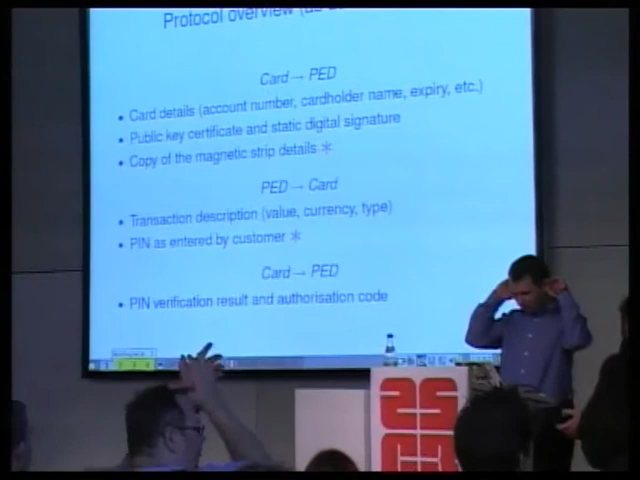 Protocol overview
Card → PED
• Card details (account number, cardholder name, expiry, etc.)
• Public key certificate and static digital signature
• Copy of the magnetic strip details *
PED → Card
• Transaction description (value, currency, type)
• PIN as entered by customer *
Card → PED
• PIN verification result and authorisation code